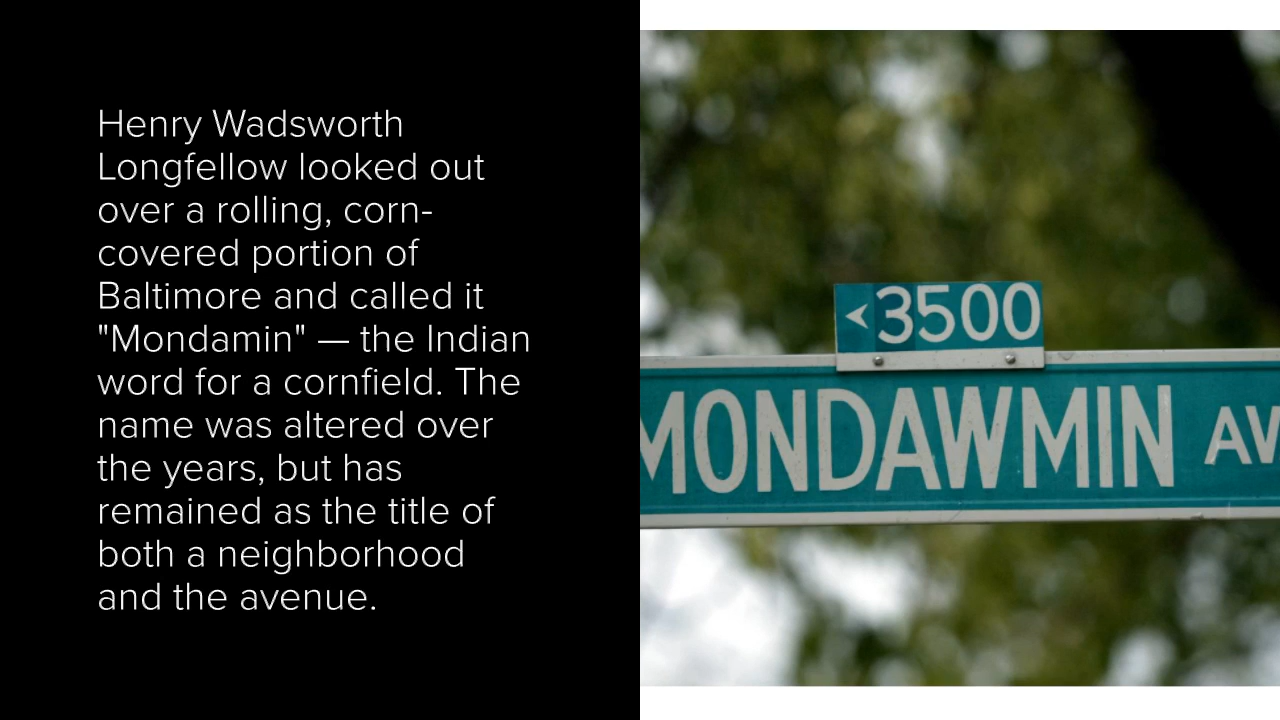 Henry Wadsworth
Longfellow looked out
over a rolling, corn-
covered portion of
Baltimore and called it
"Mondamin" — the Indian
word for a cornfield. The
name was altered over
the years, but has
remained as the title of
both a neighborhood
and the avenue.
<3500
MONDAWMIN AV